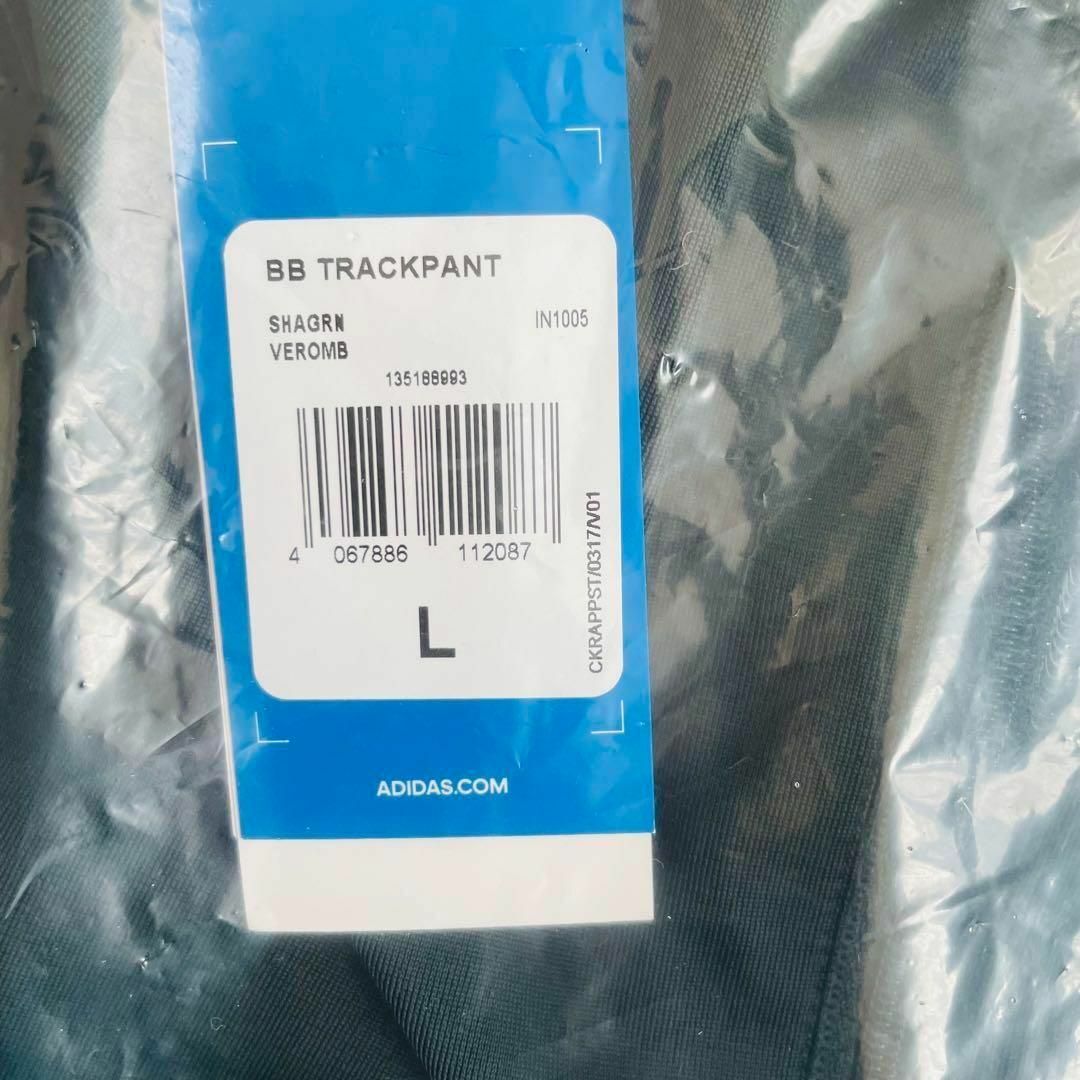 BB TRACKPANT
SHAGRN IN1005
VEROMB
135188993
4 067886 112087
L
CKRAPPST/0317/V01
ADIDAS.COM